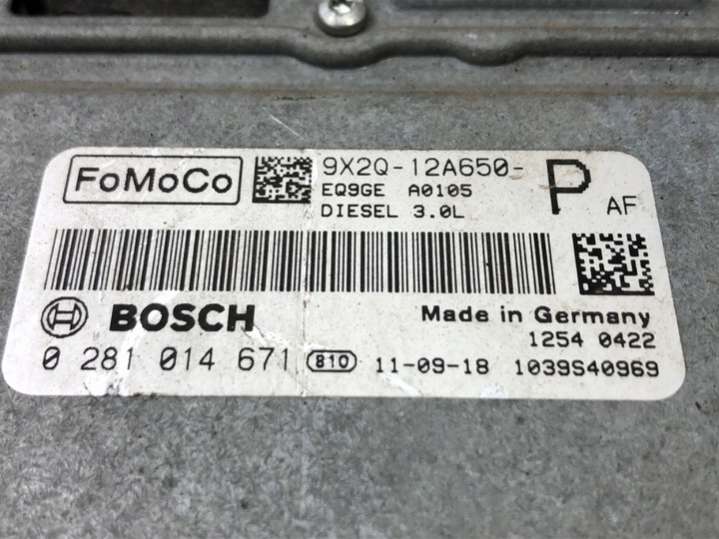 FoMoCo
9X2Q-12A650-
P
AF
EQ9GE A0105
DIESEL 3.0L
BOSCH
Made in Germany
1254 0422
0 281 014 671 810 11-09-18 1039S40969